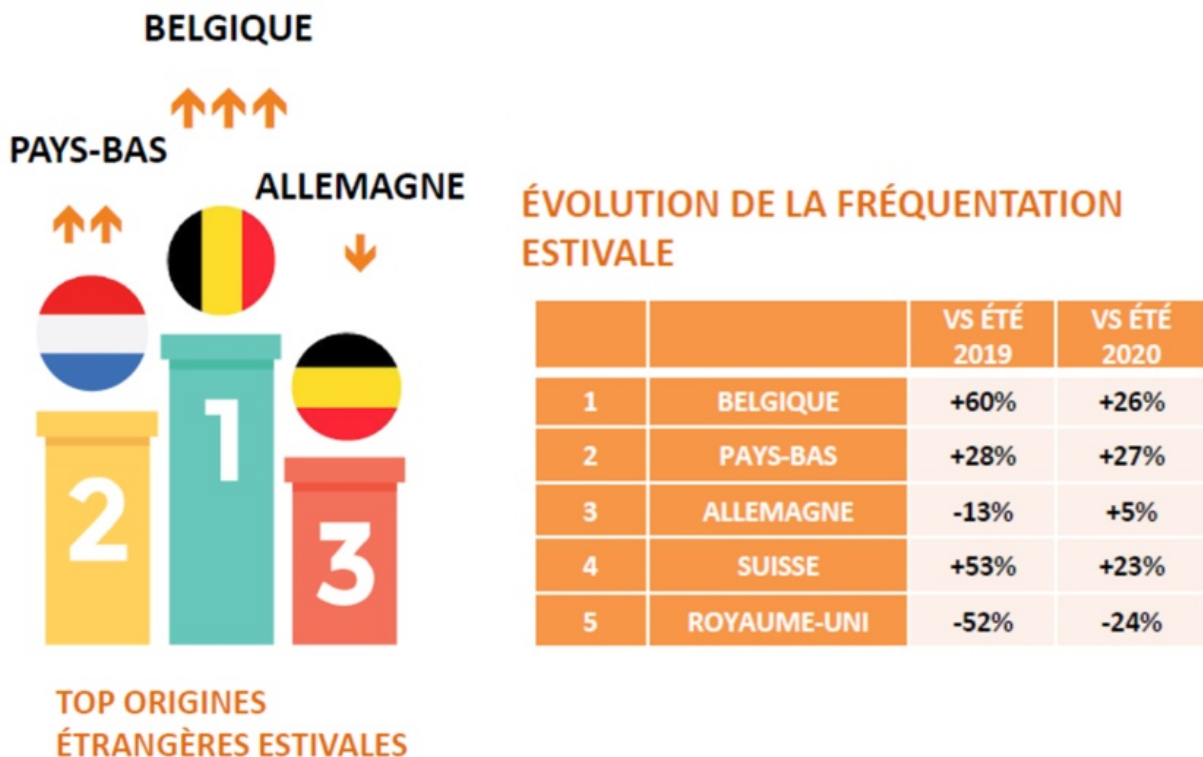 BELGIQUE
PAYS-BAS
ALLEMAGNE
2
1
3
TOP ORIGINES
ÉTRANGÈRES ESTIVALES
ÉVOLUTION DE LA FRÉQUENTATION
ESTIVALE
VS ÉTÉ 
2019
VS ÉTÉ
2020
1 BELGIQUE +60% +26%
2 PAYS-BAS +28% +27%
3 ALLEMAGNE -13% +5%
4 SUISSE +53% +23%
5 ROYAUME-UNI -52% -24%